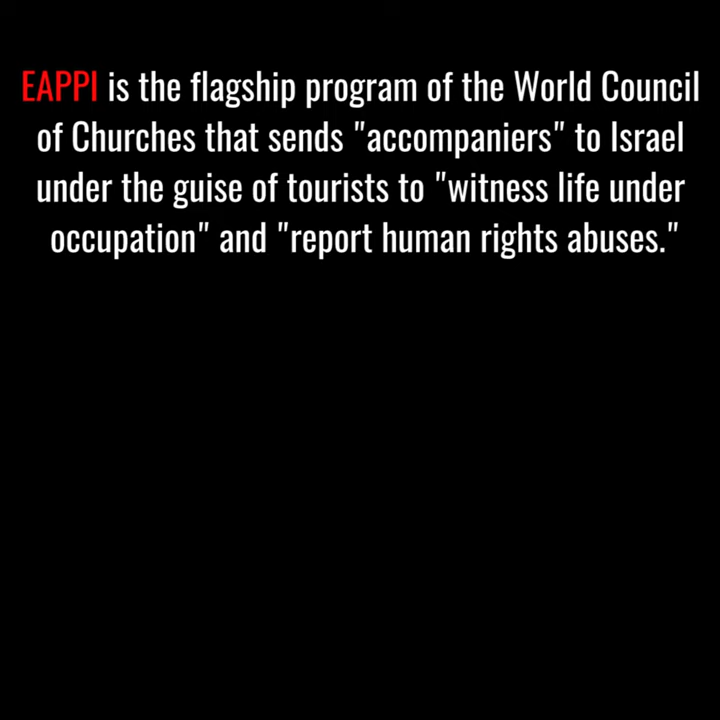 EAPPI is the flagship program of the World Council
of Churches that sends "accompaniers" to Israel
under the guise of tourists to "witness life under
occupation" and "report human rights abuses."